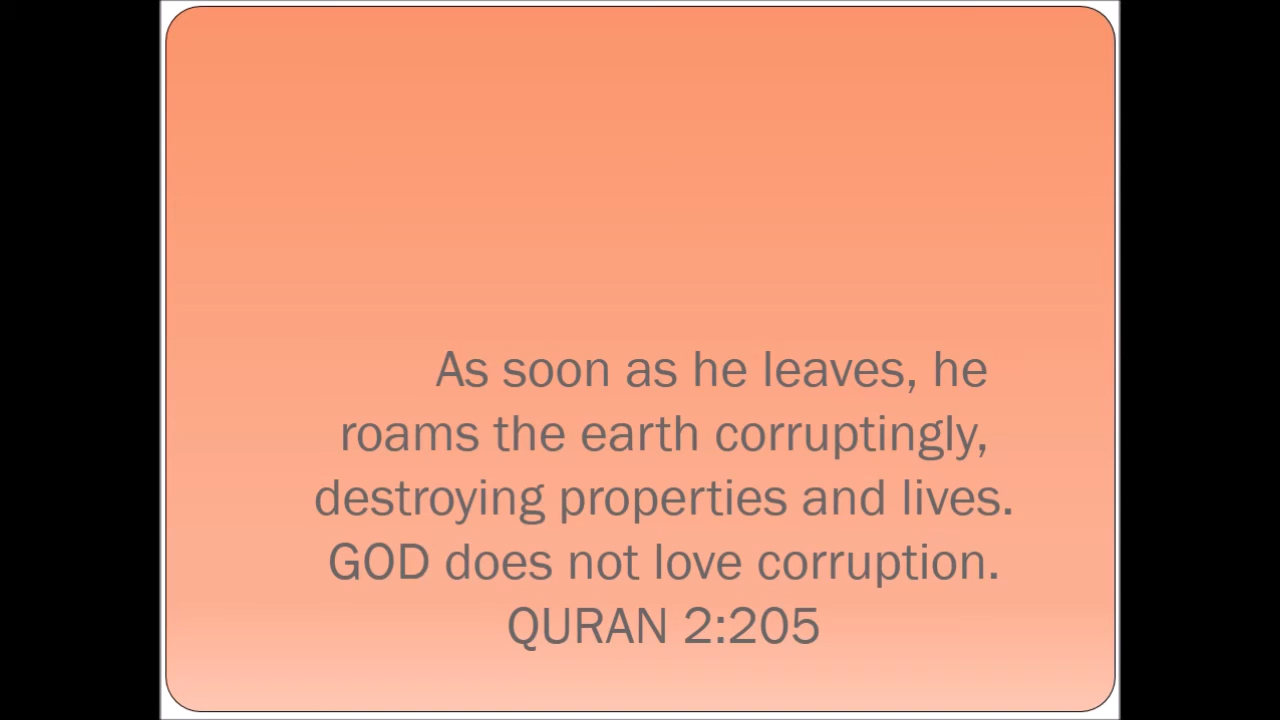 As soon as he leaves, he
roams the earth corruptingly,
destroying properties and lives.
GOD does not love corruption.
QURAN 2:205